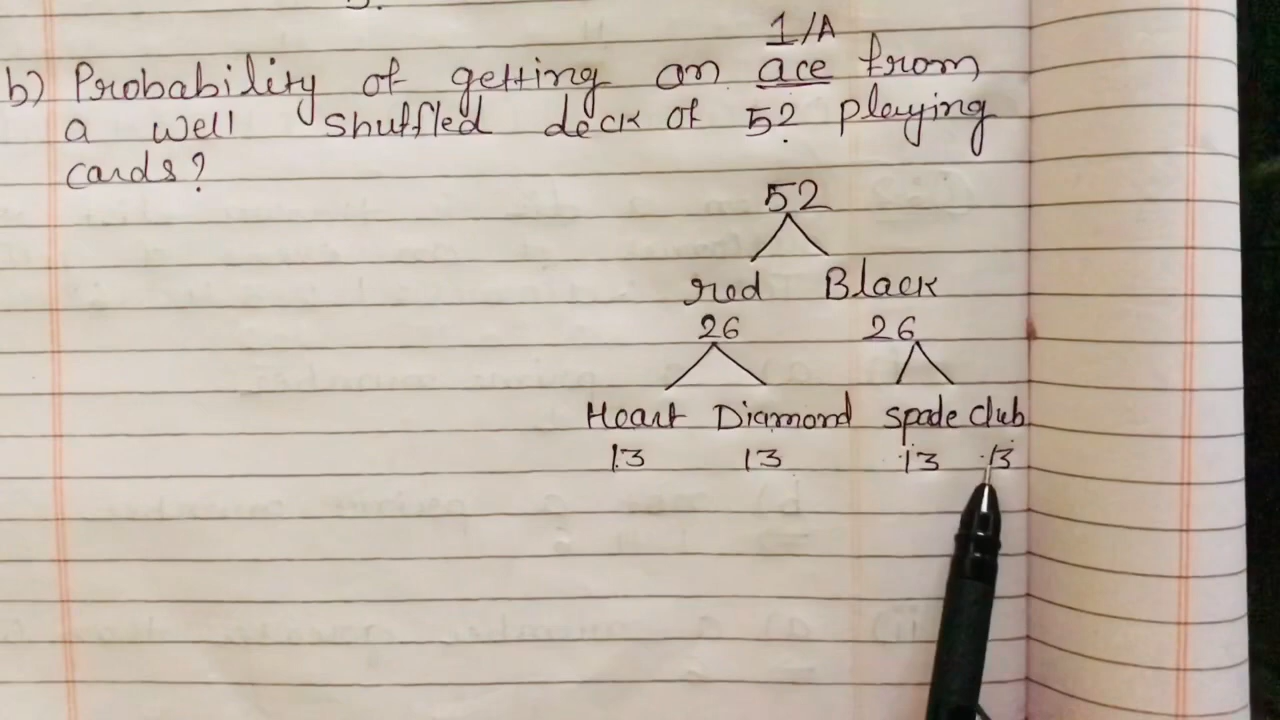 1/A
b) Probability of getting an ace from
a well shuffled deck of 52 playing
cards?
52
red Black
26 26
Heart Diamond spade club
13 13 13 13